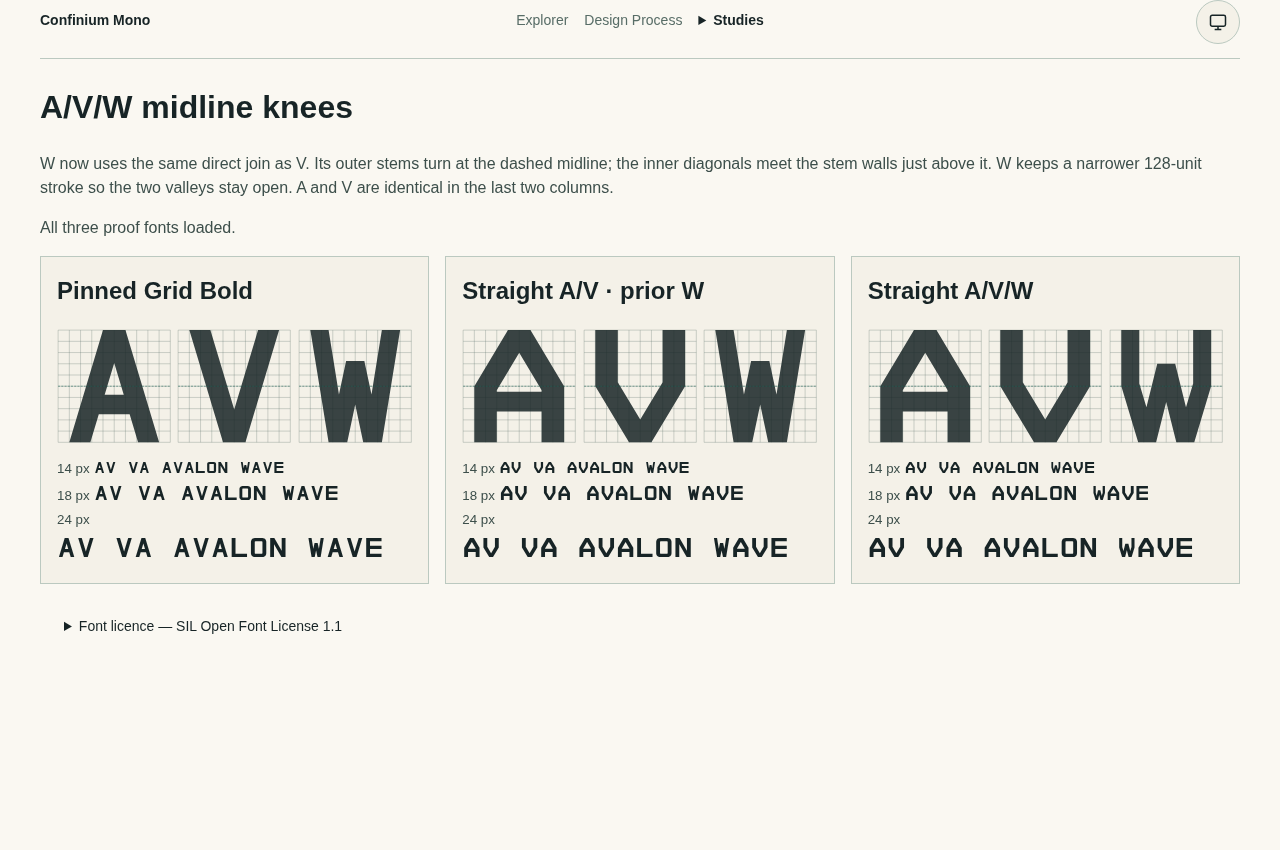 Confinium Mono
Explorer
Design Process
Studies
A/V/W midline knees
W now uses the same direct join as V. Its outer stems turn at the dashed midline; the inner diagonals meet the stem walls just above it. W keeps a narrower 128-unit
stroke so the two valleys stay open. A and V are identical in the last two columns.
All three proof fonts loaded.
Pinned Grid Bold
A V W
14 px AV VA AVALON WAVE
18 px AV VA AVALON WAVE
24 px
AV VA AVALON WAVE
Straight A/V · prior W
A V W
14 px AV VA AVALON WAVE
18 px AV VA AVALON WAVE
24 px
AV VA AVALON WAVE
Straight A/V/W
A V W
14 px AV VA AVALON WAVE
18 px AV VA AVALON WAVE
24 px
AV VA AVALON WAVE
Font licence — SIL Open Font License 1.1